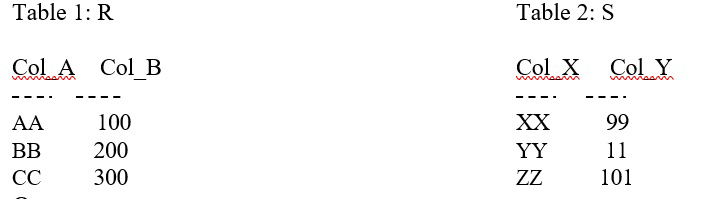 Table 1: R Table 2: S
Col_A Col_B Col_X Col_Y
---- ---- ---- ----
AA 100 XX 99
BB 200 YY 11
CC 300 ZZ 101